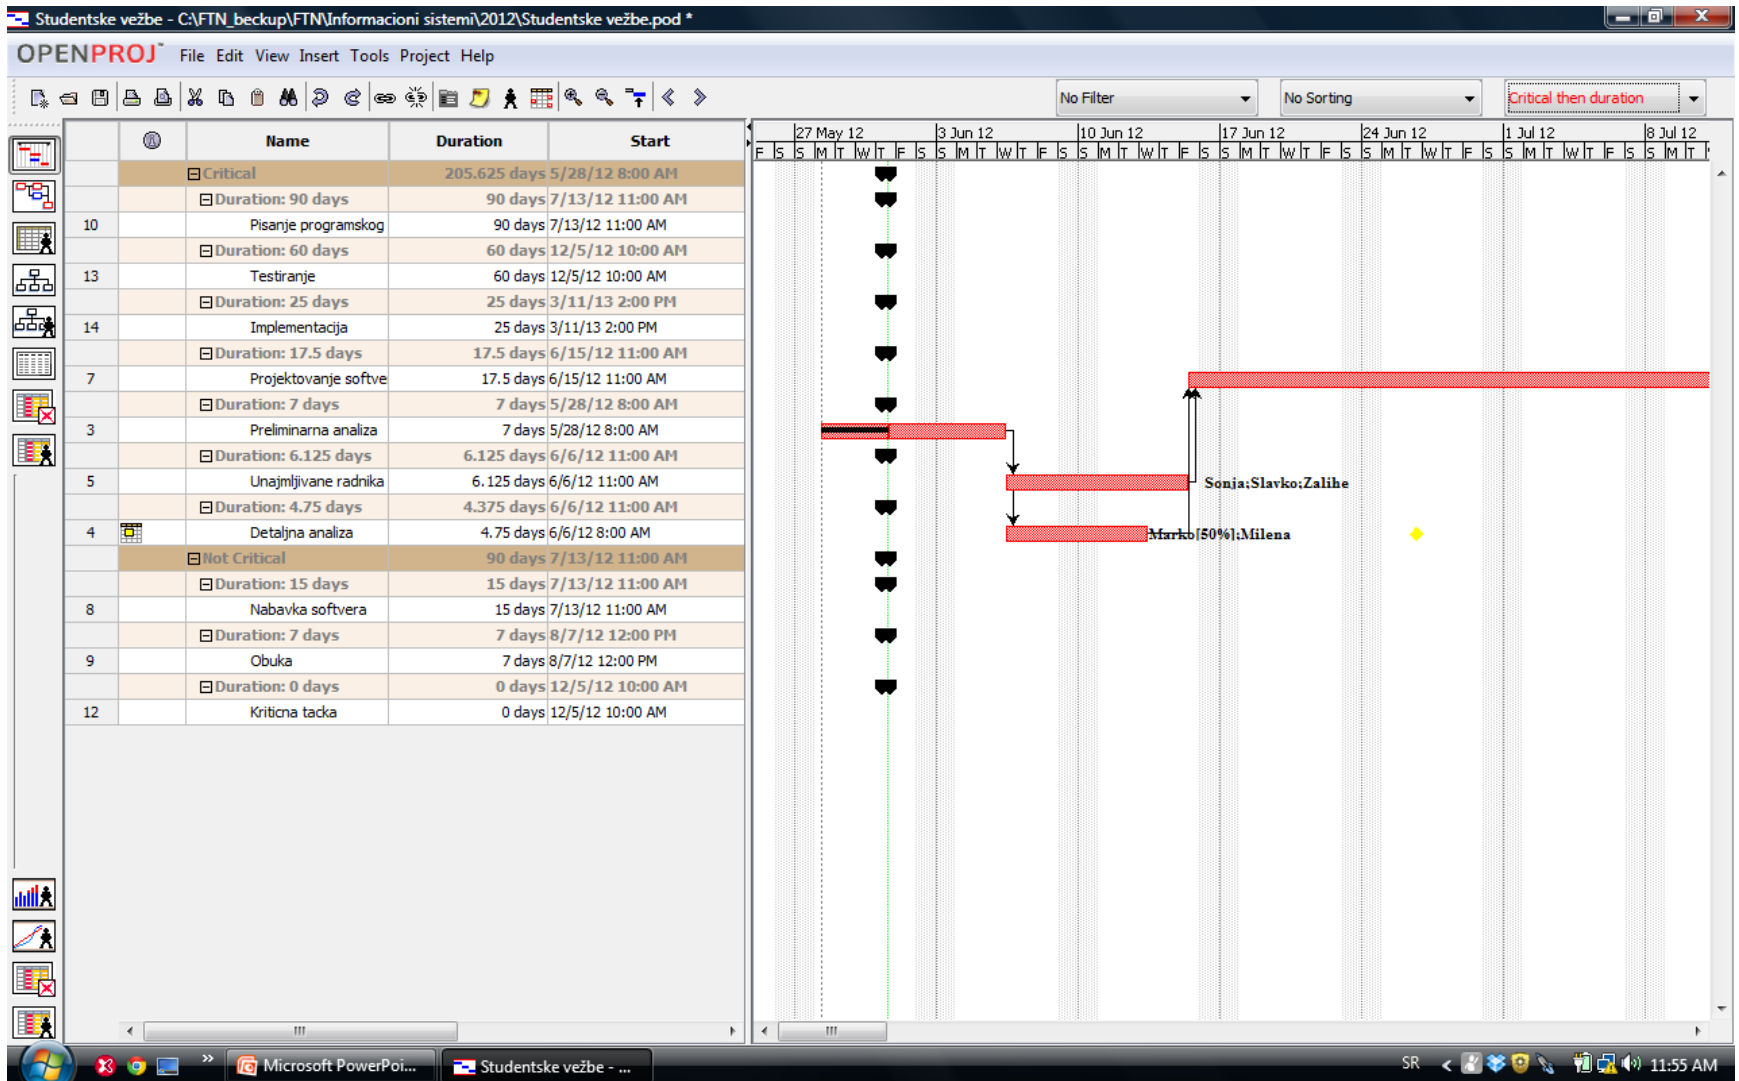 Studentske vežbe - C:\FTN_beckup\FTN\Informacioni sistemi\2012\Studentske vežbe.pod *
OPENPROJ™ File Edit View Insert Tools Project Help
No Filter No Sorting Critical then duration
Name Duration Start
27 May 12 3 Jun 12 10 Jun 12 17 Jun 12 24 Jun 12 1 Jul 12 8 Jul 12
F S S M T W T F S S M T W T F S S M T W T F S S M T W T F S S M T W T F S S M T W T F S S M T
Critical 205.625 days 5/28/12 8:00 AM
Duration: 90 days 90 days 7/13/12 11:00 AM
10 Pisanje programskog 90 days 7/13/12 11:00 AM
Duration: 60 days 60 days 12/5/12 10:00 AM
13 Testiranje 60 days 12/5/12 10:00 AM
Duration: 25 days 25 days 3/11/13 2:00 PM
14 Implementacija 25 days 3/11/13 2:00 PM
Duration: 17.5 days 17.5 days 6/15/12 11:00 AM
7 Projektovanje softve 17.5 days 6/15/12 11:00 AM
Duration: 7 days 7 days 5/28/12 8:00 AM
3 Preliminarna analiza 7 days 5/28/12 8:00 AM
Duration: 6.125 days 6.125 days 6/6/12 11:00 AM
5 Unajmljivane radnika 6.125 days 6/6/12 11:00 AM Sonja;Slavko;Zalihe
Duration: 4.75 days 4.375 days 6/6/12 11:00 AM
4 Detaljna analiza 4.75 days 6/6/12 8:00 AM Marko[50%];Milena
Not Critical 90 days 7/13/12 11:00 AM
Duration: 15 days 15 days 7/13/12 11:00 AM
8 Nabavka softvera 15 days 7/13/12 11:00 AM
Duration: 7 days 7 days 8/7/12 12:00 PM
9 Obuka 7 days 8/7/12 12:00 PM
Duration: 0 days 0 days 12/5/12 10:00 AM
12 Kriticna tacka 0 days 12/5/12 10:00 AM
Microsoft PowerPoi... Studentske vežbe - ... SR 11:55 AM